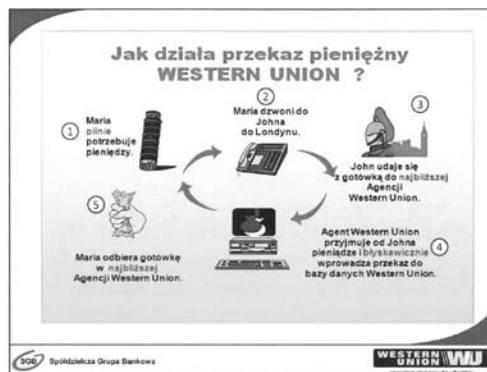 Jak działa przekaz pieniężny
WESTERN UNION ?
1
Maria
pilnie
potrzebuje
pieniędzy.
2
Maria dzwoni do
Johna
do Londynu.
3
John udaje się
z gotówką do najbliższej
Agencji
Western Union.
4
Agent Western Union
przyjmuje od Johna
pieniądze i błyskawicznie
wprowadza przekaz do
bazy danych Western Union.
5
Maria odbiera gotówkę
w najbliższej
Agencji Western Union.
SGB Spółdzielcza Grupa Bankowa
WESTERN
UNION WU